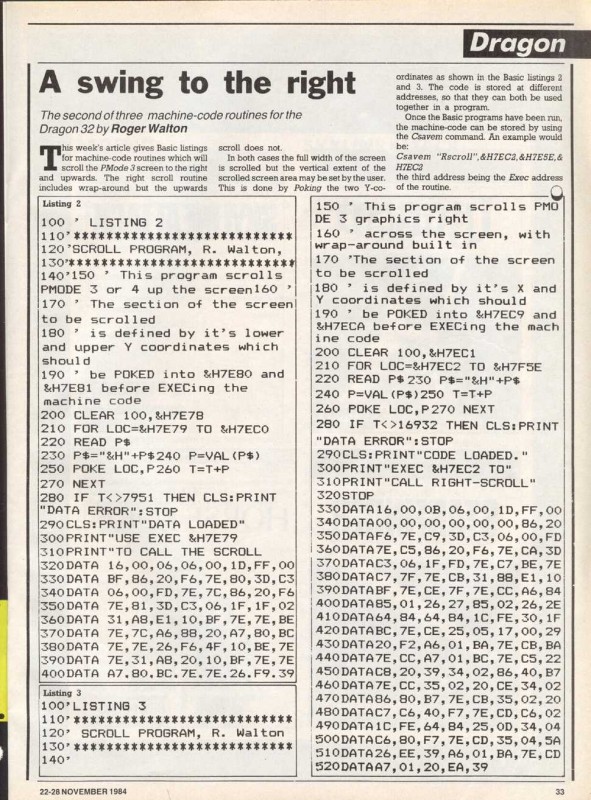 Dragon
A swing to the right
The second of three machine-code routines for the
Dragon 32 by Roger Walton
This week's article gives Basic listings
for machine-code routines which will
scroll the PMode 3 screen to the right
and upwards. The right scroll routine
includes wrap-around but the upwards
scroll does not.
In both cases the full width of the screen
is scrolled but the vertical extent of the
scrolled screen area may be set by the user.
This is done by Poking the two Y-co-
ordinates as shown in the Basic listings 2
and 3. The code is stored at different
addresses, so that they can both be used
together in a program.
Once the Basic programs have been run,
the machine-code can be stored by using
the Csavem command. An example would
be:
Csavem "Rscroll",&H7EC2,&H7E5E,&
H7EC2
the third address being the Exec address
of the routine.
Listing 2
100 ' LISTING 2
110'*************************
120'SCROLL PROGRAM, R. Walton,
130'*************************
140'150 ' This program scrolls
PMODE 3 or 4 up the screen160 '
170 ' The section of the screen
to be scrolled
180 ' is defined by it's lower
and upper Y coordinates which
should
190 ' be POKED into &H7E80 and
&H7E81 before EXECing the
machine code
200 CLEAR 100,&H7E78
210 FOR LOC=&H7E79 TO &H7EC0
220 READ P$
230 P$="&H"+P$240 P=VAL(P$)
250 POKE LOC,P260 T=T+P
270 NEXT
280 IF T<>7951 THEN CLS:PRINT
"DATA ERROR":STOP
290CLS:PRINT"DATA LOADED"
300PRINT"USE EXEC &H7E79
310PRINT"TO CALL THE SCROLL
320DATA 16,00,06,06,00,1D,FF,00
330DATA BF,86,20,F6,7E,80,3D,C3
340DATA 06,00,FD,7E,7C,86,20,F6
350DATA 7E,81,3D,C3,06,1F,1F,02
360DATA 31,A8,E1,10,BF,7E,7E,BE
370DATA 7E,7C,A6,88,20,A7,80,BC
380DATA 7E,7E,26,F6,4F,10,BE,7E
390DATA 7E,31,A8,20,10,BF,7E,7E
400DATA A7,80,BC,7E,7E,26,F9,39
Listing 3
100'LISTING 3
110'*************************
120' SCROLL PROGRAM, R. Walton
130'*************************
140'
150 ' This program scrolls PMO
DE 3 graphics right
160 ' across the screen, with
wrap-around built in
170 'The section of the screen
to be scrolled
180 ' is defined by it's X and
Y coordinates which should
190 ' be POKED into &H7EC9 and
&H7ECA before EXECing the mach
ine code
200 CLEAR 100,&H7EC1
210 FOR LOC=&H7EC2 TO &H7F5E
220 READ P$ 230 P$="&H"+P$
240 P=VAL(P$)250 T=T+P
260 POKE LOC,P270 NEXT
280 IF T<>16932 THEN CLS:PRINT
"DATA ERROR":STOP
290CLS:PRINT"CODE LOADED."
300PRINT"EXEC &H7EC2 TO"
310PRINT"CALL RIGHT-SCROLL"
320STOP
330DATA16,00,0B,06,00,1D,FF,00
340DATA00,00,00,00,00,00,86,20
350DATAF6,7E,C9,3D,C3,06,00,FD
360DATA7E,C5,86,20,F6,7E,CA,3D
370DATAC3,06,1F,FD,7E,C7,BE,7E
380DATAC7,7F,7E,CB,31,88,E1,10
390DATABF,7E,CE,7F,7E,CC,A6,84
400DATA85,01,26,27,85,02,26,2E
410DATA64,84,64,84,1C,FE,30,1F
420DATABC,7E,CE,25,05,17,00,29
430DATA20,F2,A6,01,BA,7E,CB,BA
440DATA7E,CC,A7,01,BC,7E,C5,22
450DATAC8,20,39,34,02,86,40,B7
460DATA7E,CC,35,02,20,CE,34,02
470DATA86,80,B7,7E,CB,35,02,20
480DATAC7,C6,40,F7,7E,CD,C6,02
490DATA1C,FE,64,84,25,0D,34,04
500DATAC6,80,F7,7E,CD,35,04,5A
510DATA26,EE,39,A6,01,BA,7E,CD
520DATAA7,01,20,EA,39
22-28 NOVEMBER 1984
33